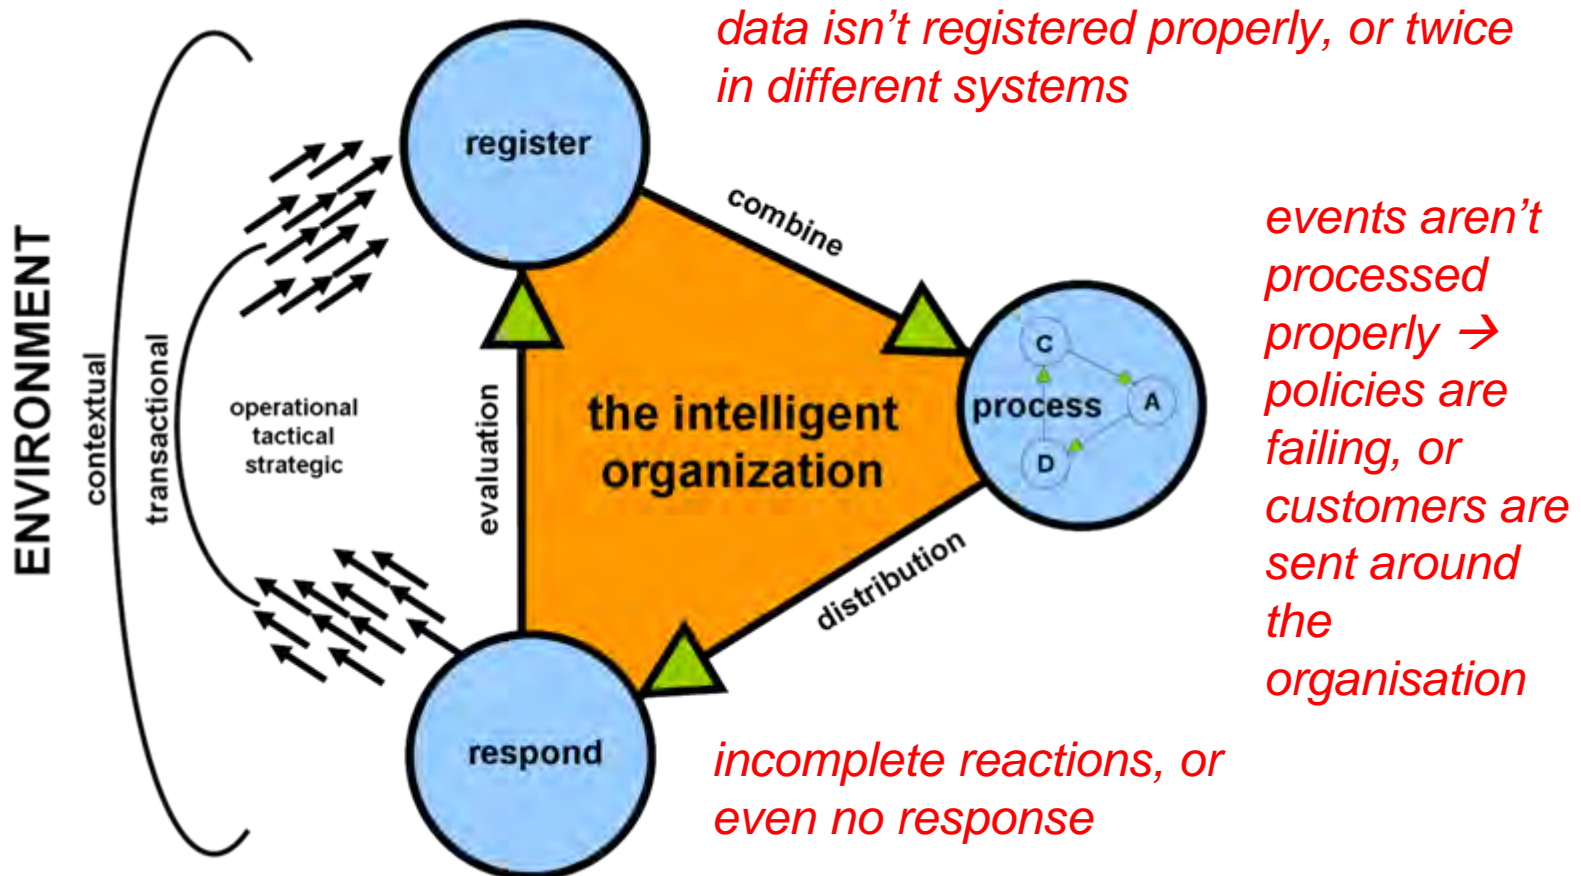 data isn’t registered properly, or twice
in different systems
register
combine
ENVIRONMENT
contextual
transactional
operational
tactical
strategic
evaluation
the intelligent
organization
C
process
A
D
events aren’t
processed
properly →
policies are
failing, or
customers are
sent around
the
organisation
distribution
respond
incomplete reactions, or
even no response